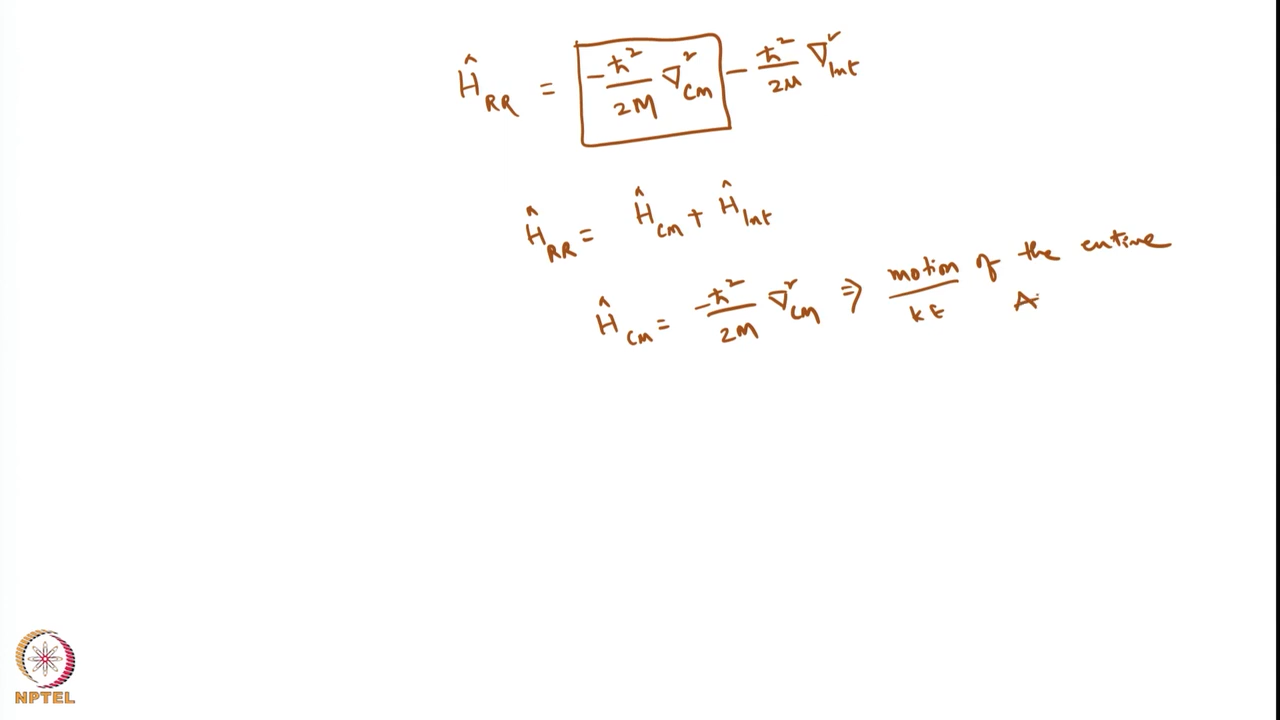 Ĥ_RR = -ħ²/2M ∇²_CM - ħ²/2μ ∇²_Int
Ĥ_RR = Ĥ_CM + Ĥ_Int
Ĥ_CM = -ħ²/2M ∇²_CM ⇒ motion of the entire
KE
NPTEL